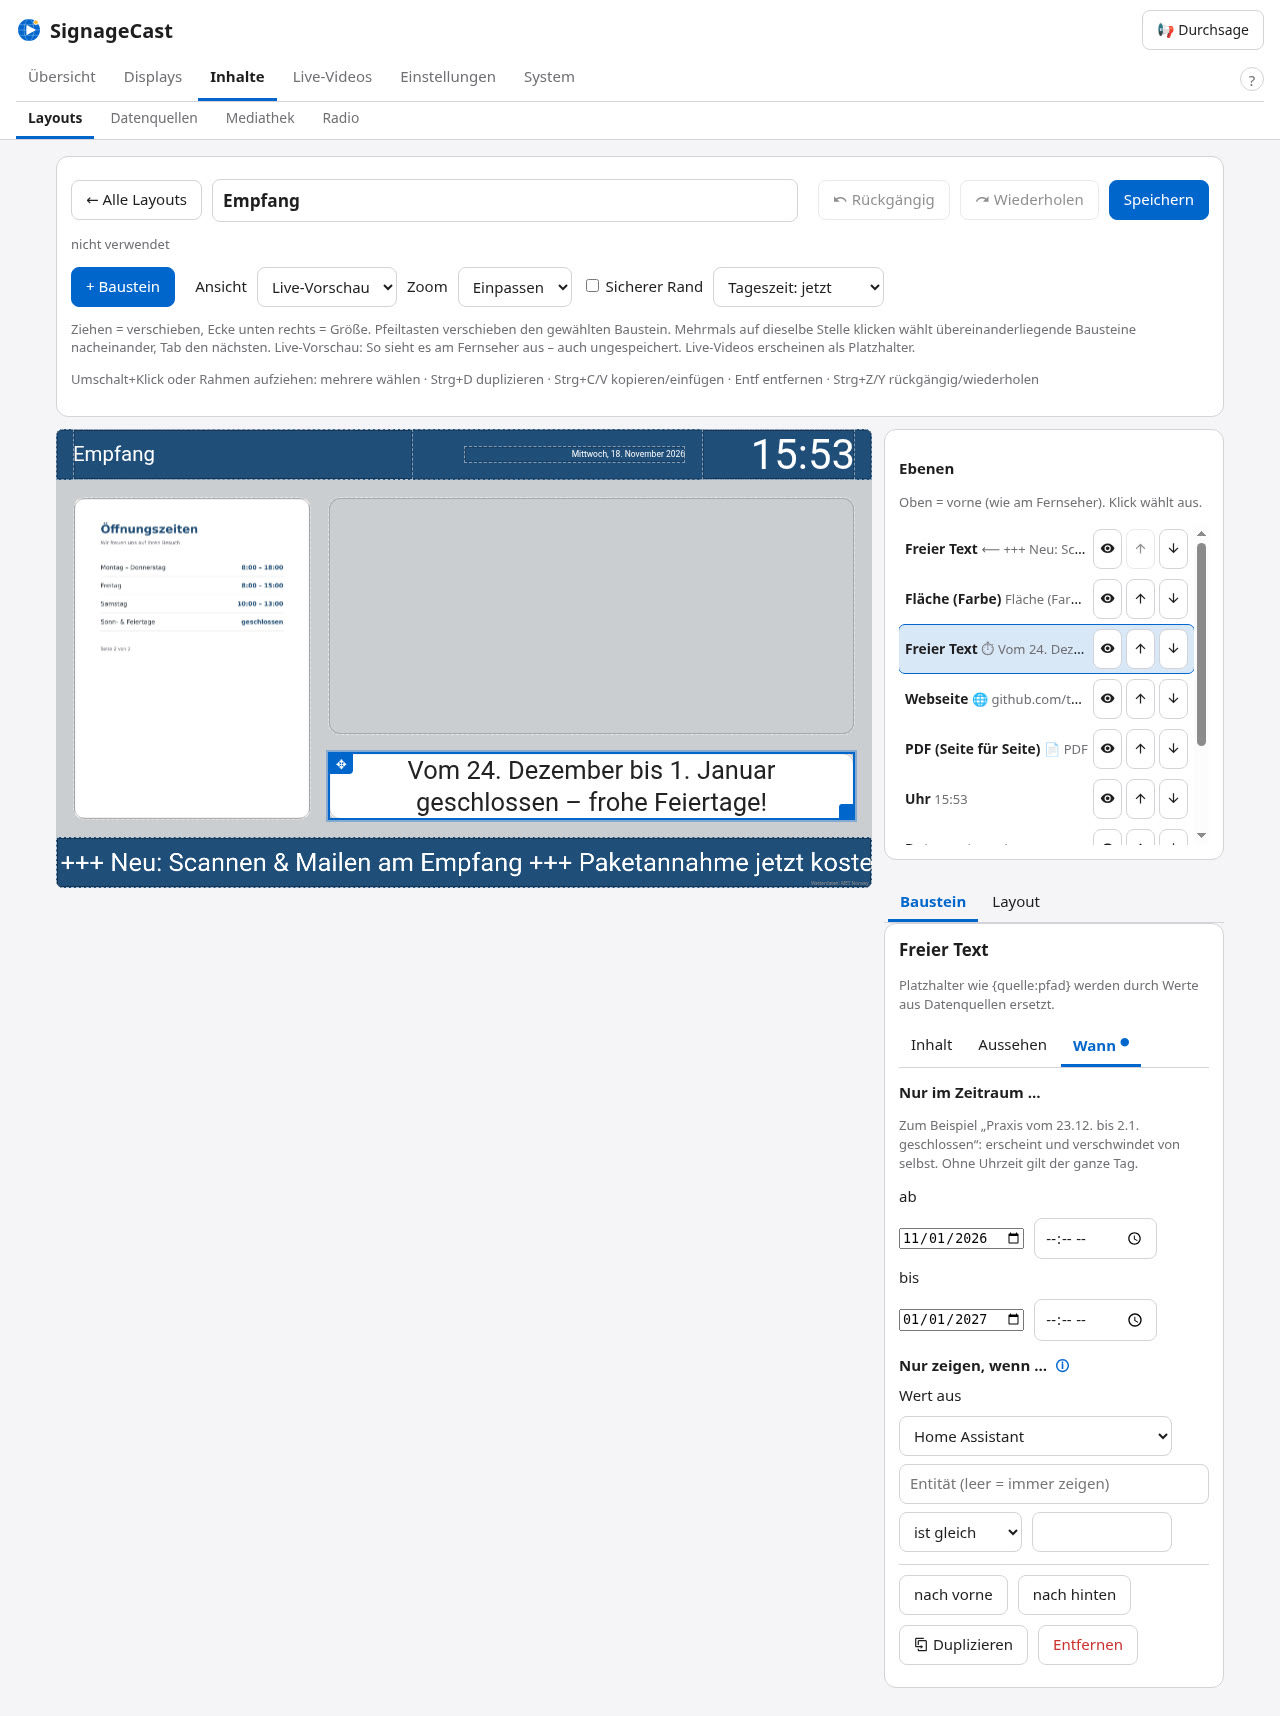 SignageCast
Durchsage
Übersicht Displays Inhalte Live-Videos Einstellungen System ?
Layouts Datenquellen Mediathek Radio
← Alle Layouts Empfang Rückgängig Wiederholen Speichern
nicht verwendet
+ Baustein Ansicht Live-Vorschau Zoom Einpassen Sicherer Rand Tageszeit: jetzt
Ziehen = verschieben, Ecke unten rechts = Größe. Pfeiltasten verschieben den gewählten Baustein. Mehrmals auf dieselbe Stelle klicken wählt übereinanderliegende Bausteine
nacheinander, Tab den nächsten. Live-Vorschau: So sieht es am Fernseher aus – auch ungespeichert. Live-Videos erscheinen als Platzhalter.
Umschalt+Klick oder Rahmen aufziehen: mehrere wählen · Strg+D duplizieren · Strg+C/V kopieren/einfügen · Entf entfernen · Strg+Z/Y rückgängig/wiederholen
Empfang Mittwoch, 18. November 2026 15:53
Öffnungszeiten
Wir freuen uns auf Ihren Besuch
Montag – Donnerstag 8:00 – 18:00
Freitag 8:00 – 15:00
Samstag 10:00 – 13:00
Sonn- & Feiertage geschlossen
Seite 2 von 2
Vom 24. Dezember bis 1. Januar
geschlossen – frohe Feiertage!
+++ Neu: Scannen & Mailen am Empfang +++ Paketannahme jetzt koste
Ebenen
Oben = vorne (wie am Fernseher). Klick wählt aus.
Freier Text ⟵ +++ Neu: Sc... ↑ ↓
Fläche (Farbe) Fläche (Far... ↑ ↓
Freier Text ⏱ Vom 24. Dez... ↑ ↓
Webseite 🌐 github.com/t... ↑ ↓
PDF (Seite für Seite) 📄 PDF ↑ ↓
Uhr 15:53 ↑ ↓
Baustein Layout
Freier Text
Platzhalter wie {quelle:pfad} werden durch Werte
aus Datenquellen ersetzt.
Inhalt Aussehen Wann
Nur im Zeitraum ...
Zum Beispiel „Praxis vom 23.12. bis 2.1.
geschlossen“: erscheint und verschwindet von
selbst. Ohne Uhrzeit gilt der ganze Tag.
ab
11/01/2026 --:-- --
bis
01/01/2027 --:-- --
Nur zeigen, wenn ... ⓘ
Wert aus
Home Assistant
Entität (leer = immer zeigen)
ist gleich
nach vorne nach hinten
Duplizieren Entfernen